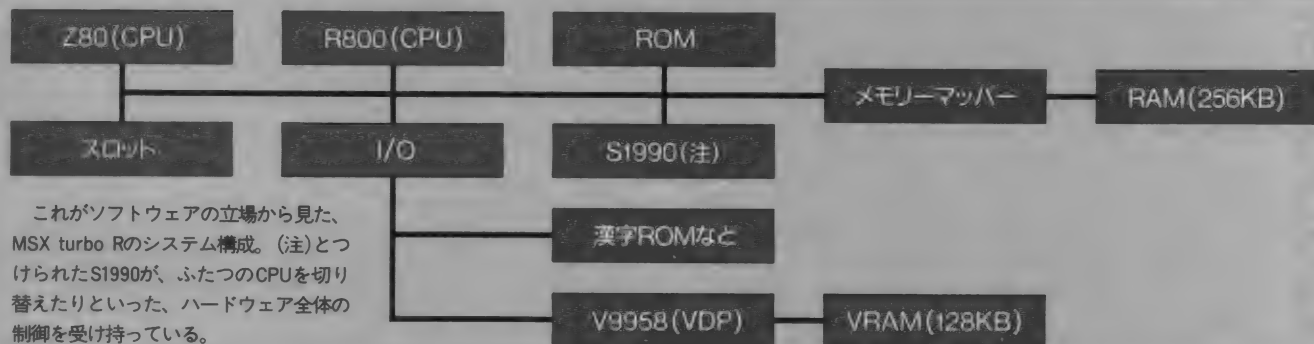 Z80(CPU)
R800(CPU)
ROM
メモリーマッパー
RAM(256KB)
スロット
I/O
S1990(注)
漢字ROMなど
V9958(VDP)
VRAM(128KB)
これがソフトウェアの立場から見た、
MSX turbo Rのシステム構成。(注)とつ
けられたS1990が、ふたつのCPUを切り
替えたりといった、ハードウェア全体の
制御を受け持っている。